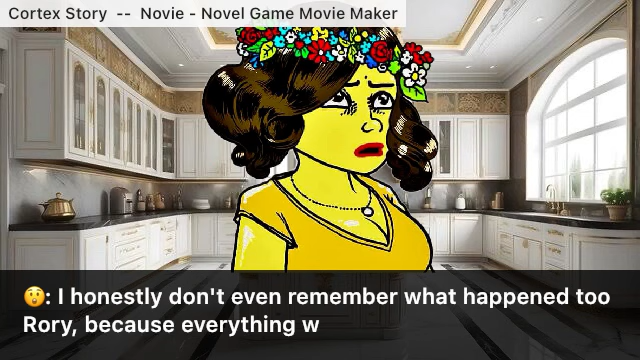 Cortex Story -- Novie - Novel Game Movie Maker
😲: I honestly don't even remember what happened too
Rory, because everything w